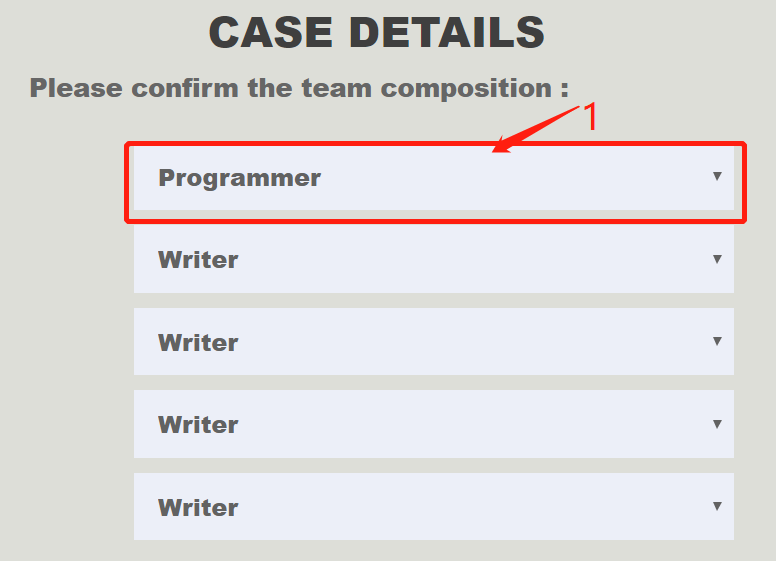 CASE DETAILS
Please confirm the team composition :
1
Programmer
Writer
Writer
Writer
Writer